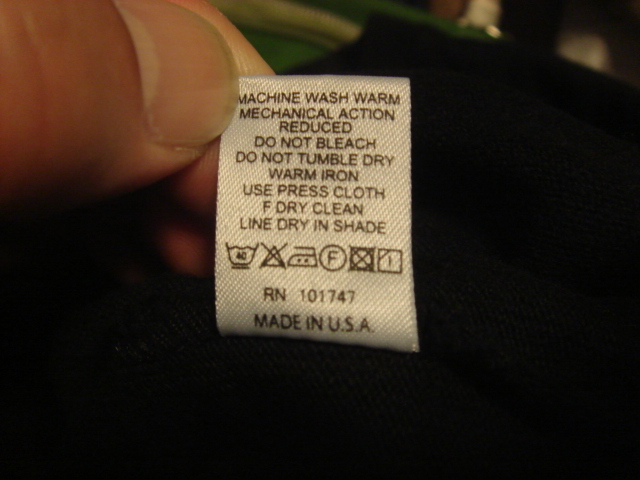 MACHINE WASH WARM
MECHANICAL ACTION
REDUCED
DO NOT BLEACH
DO NOT TUMBLE DRY
WARM IRON
USE PRESS CLOTH
F DRY CLEAN
LINE DRY IN SHADE
40 F
RN 101747
MADE IN U.S.A.